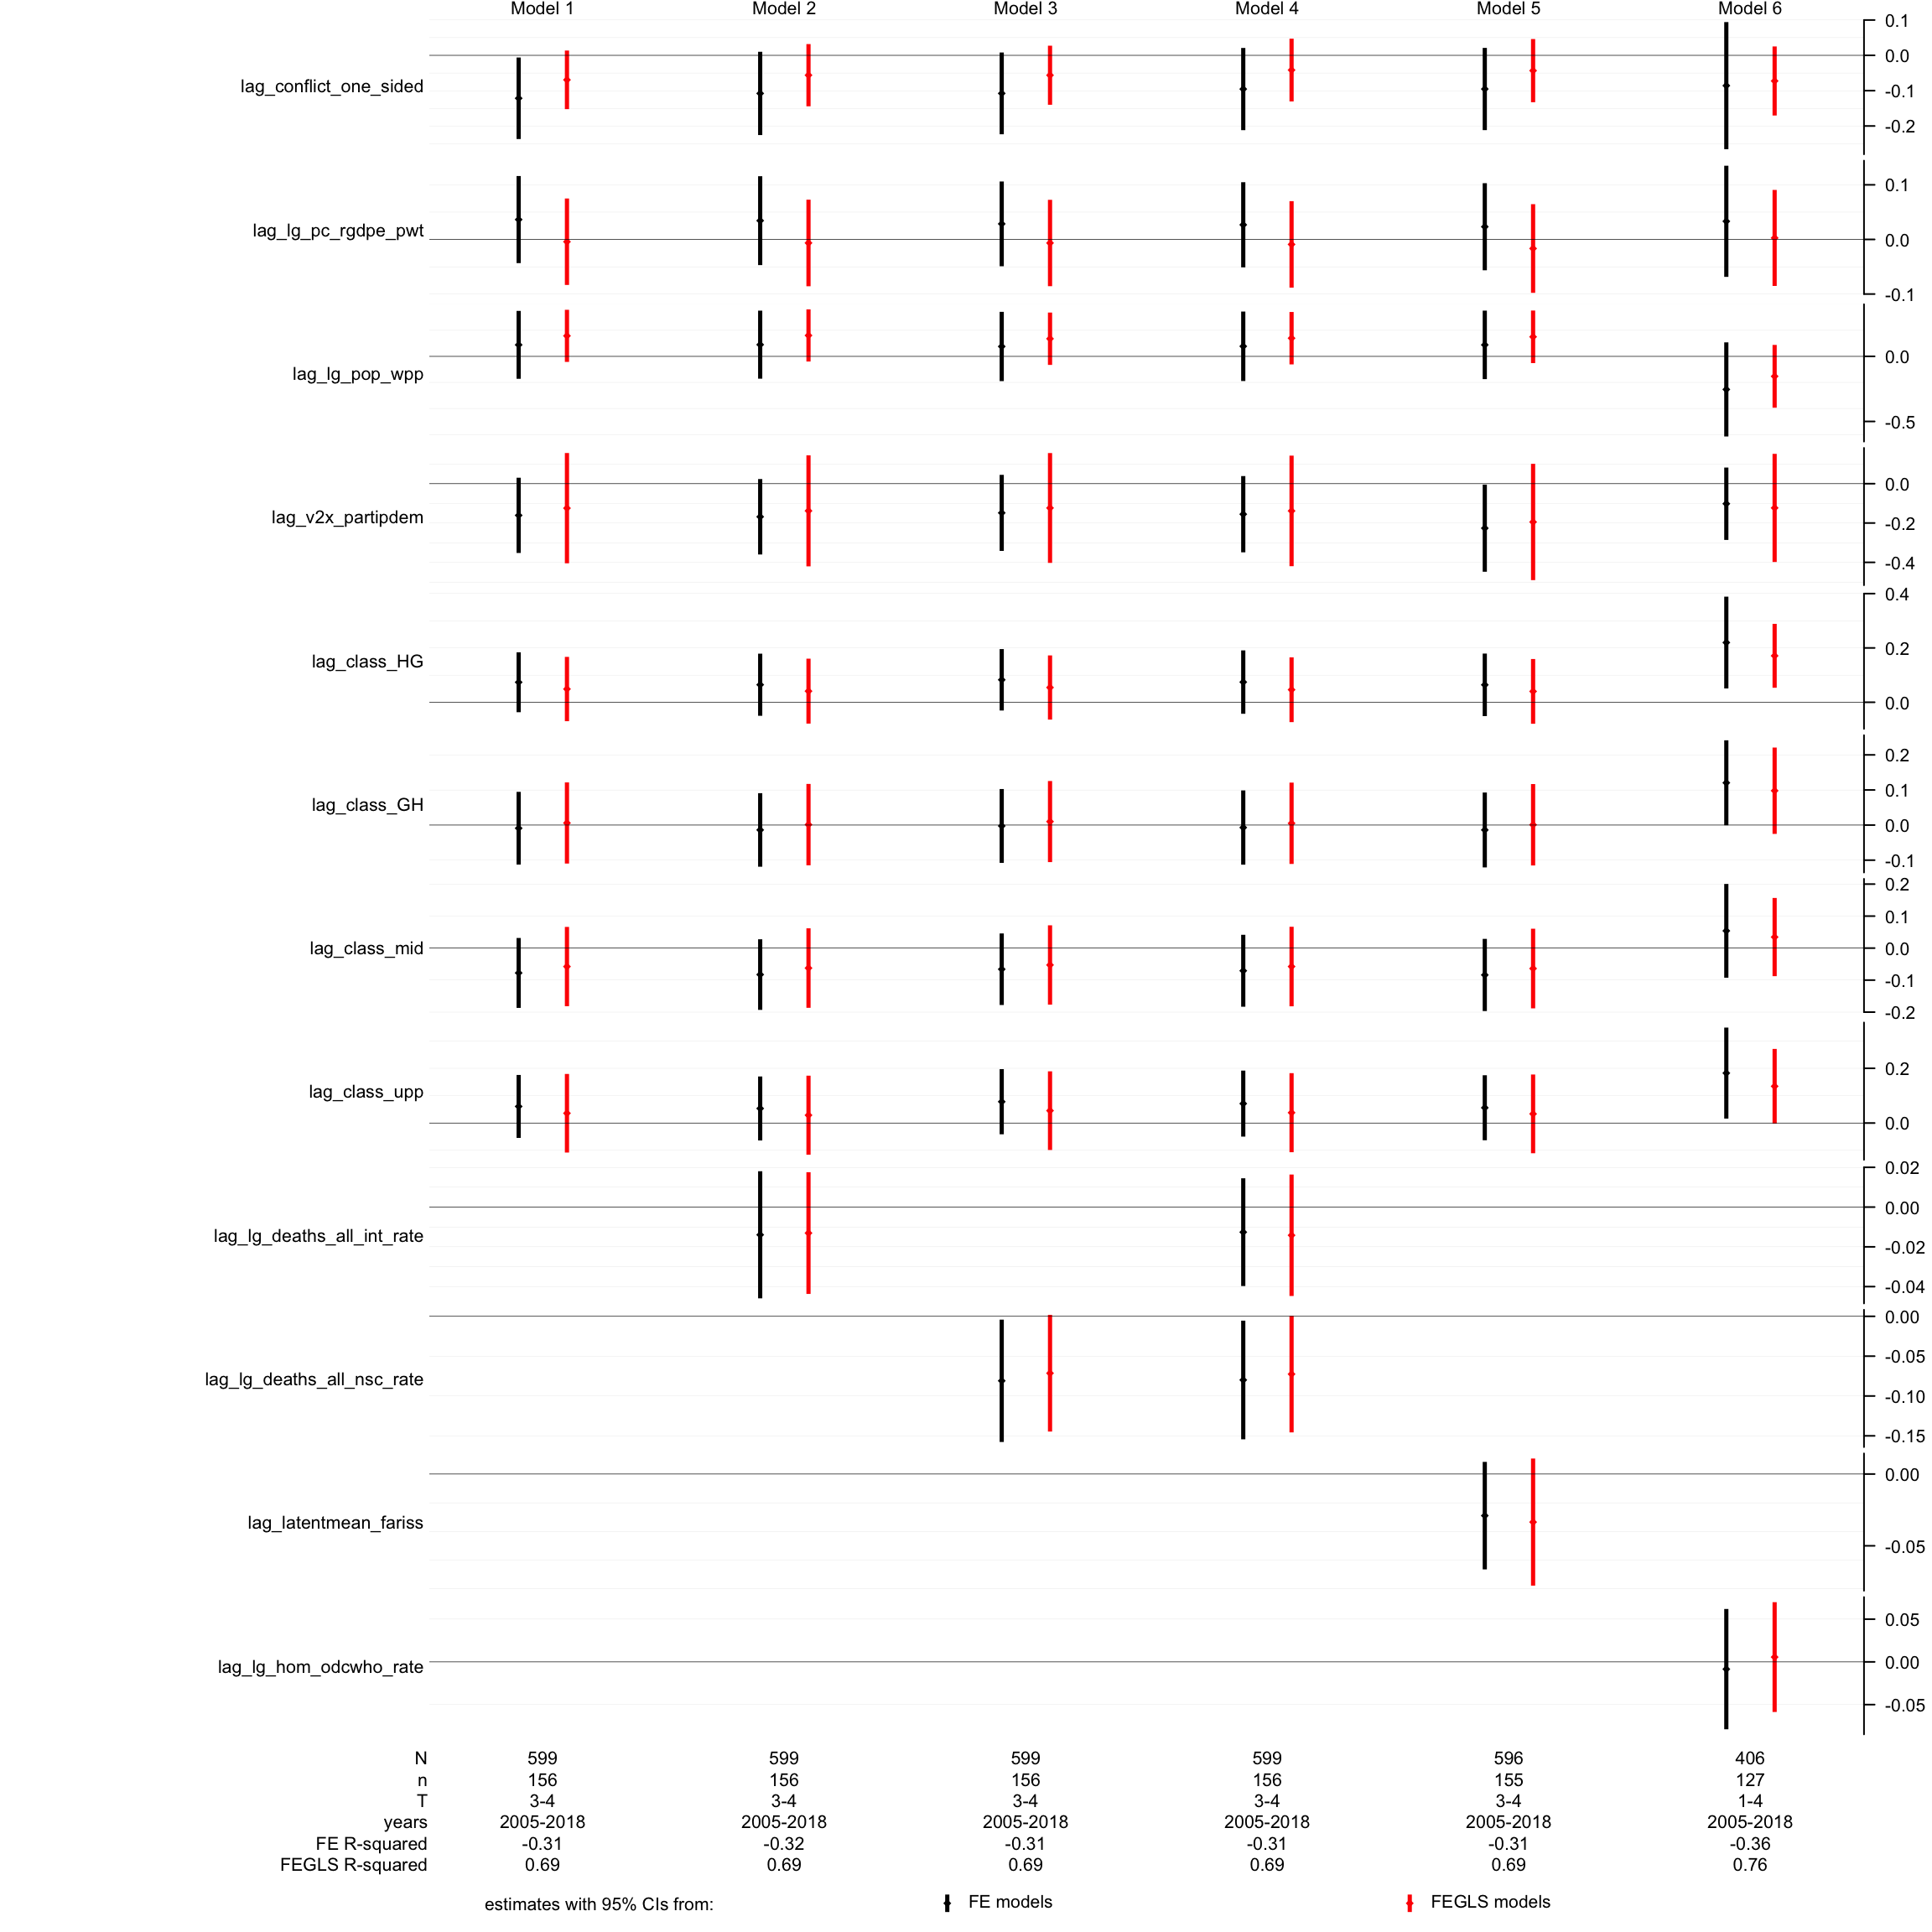 Model 1 Model 2 Model 3 Model 4 Model 5 Model 6
0.1
0.0
lag_conflict_one_sided
-0.1
-0.2
0.1
lag_lg_pc_rgdpe_pwt
0.0
-0.1
0.0
lag_lg_pop_wpp
-0.5
0.0
lag_v2x_partipdem
-0.2
-0.4
0.4
0.2
lag_class_HG
0.0
0.2
0.1
lag_class_GH
0.0
-0.1
0.2
0.1
lag_class_mid
0.0
-0.1
-0.2
0.2
lag_class_upp
0.0
0.02
0.00
lag_lg_deaths_all_int_rate
-0.02
-0.04
0.00
-0.05
lag_lg_deaths_all_nsc_rate
-0.10
-0.15
0.00
lag_latentmean_fariss
-0.05
0.05
lag_lg_hom_odcwho_rate
0.00
-0.05
N 599 599 599 599 596 406
n 156 156 156 156 155 127
T 3-4 3-4 3-4 3-4 3-4 1-4
years 2005-2018 2005-2018 2005-2018 2005-2018 2005-2018 2005-2018
FE R-squared -0.31 -0.32 -0.31 -0.31 -0.31 -0.36
FEGLS R-squared 0.69 0.69 0.69 0.69 0.69 0.76
estimates with 95% CIs from: FE models FEGLS models